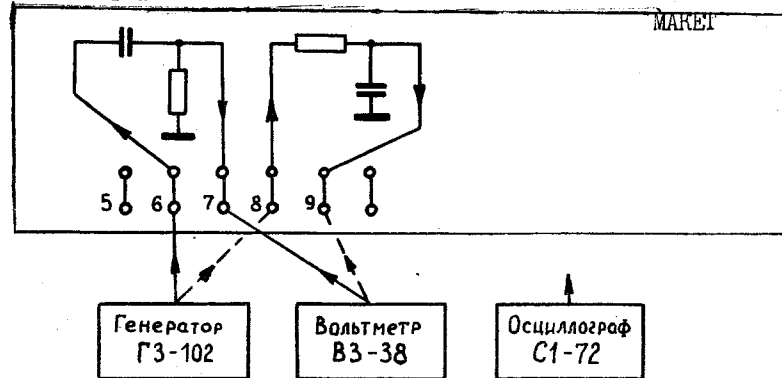 МАКЕТ
5 6 7 8 9
Генератор
Г3-102
Вольтметр
В3-38
Осциллограф
С1-72